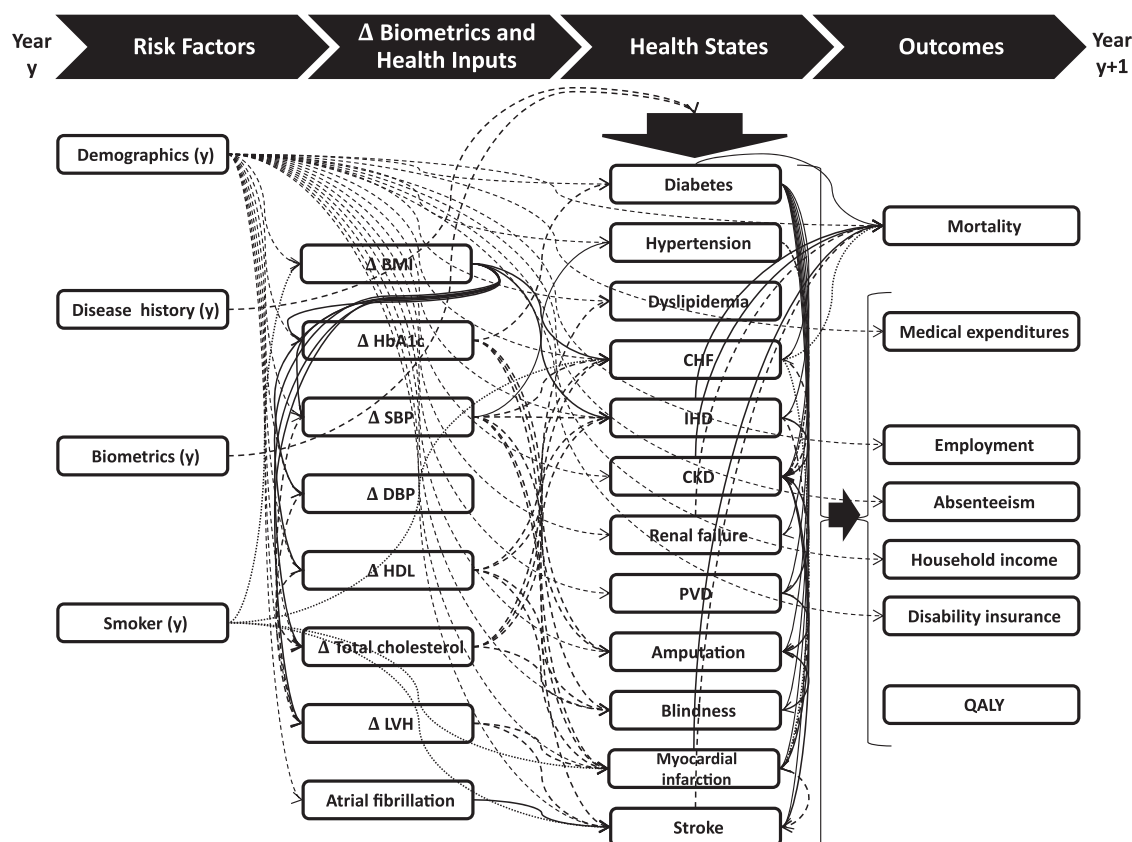 Year
y
Risk Factors
Δ Biometrics and
Health Inputs
Health States
Outcomes
Year
y+1
Demographics (y)
Disease history (y)
Biometrics (y)
Smoker (y)
Δ BMI
Δ HbA1c
Δ SBP
Δ DBP
Δ HDL
Δ Total cholesterol
Δ LVH
Atrial fibrillation
Diabetes
Hypertension
Dyslipidemia
CHF
IHD
CKD
Renal failure
PVD
Amputation
Blindness
Myocardial
infarction
Stroke
Mortality
Medical expenditures
Employment
Absenteeism
Household income
Disability insurance
QALY